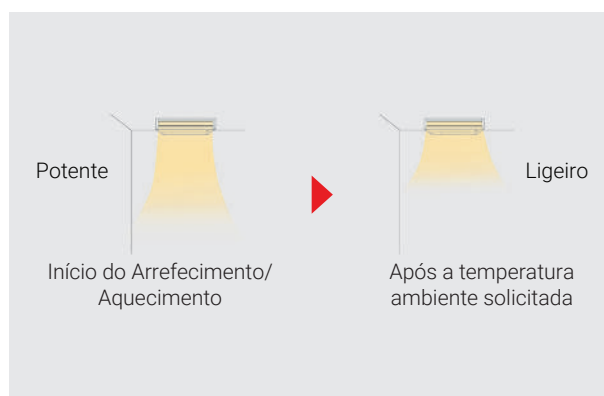 Potente
Ligeiro
Início do Arrefecimento/
Aquecimento
Após a temperatura
ambiente solicitada